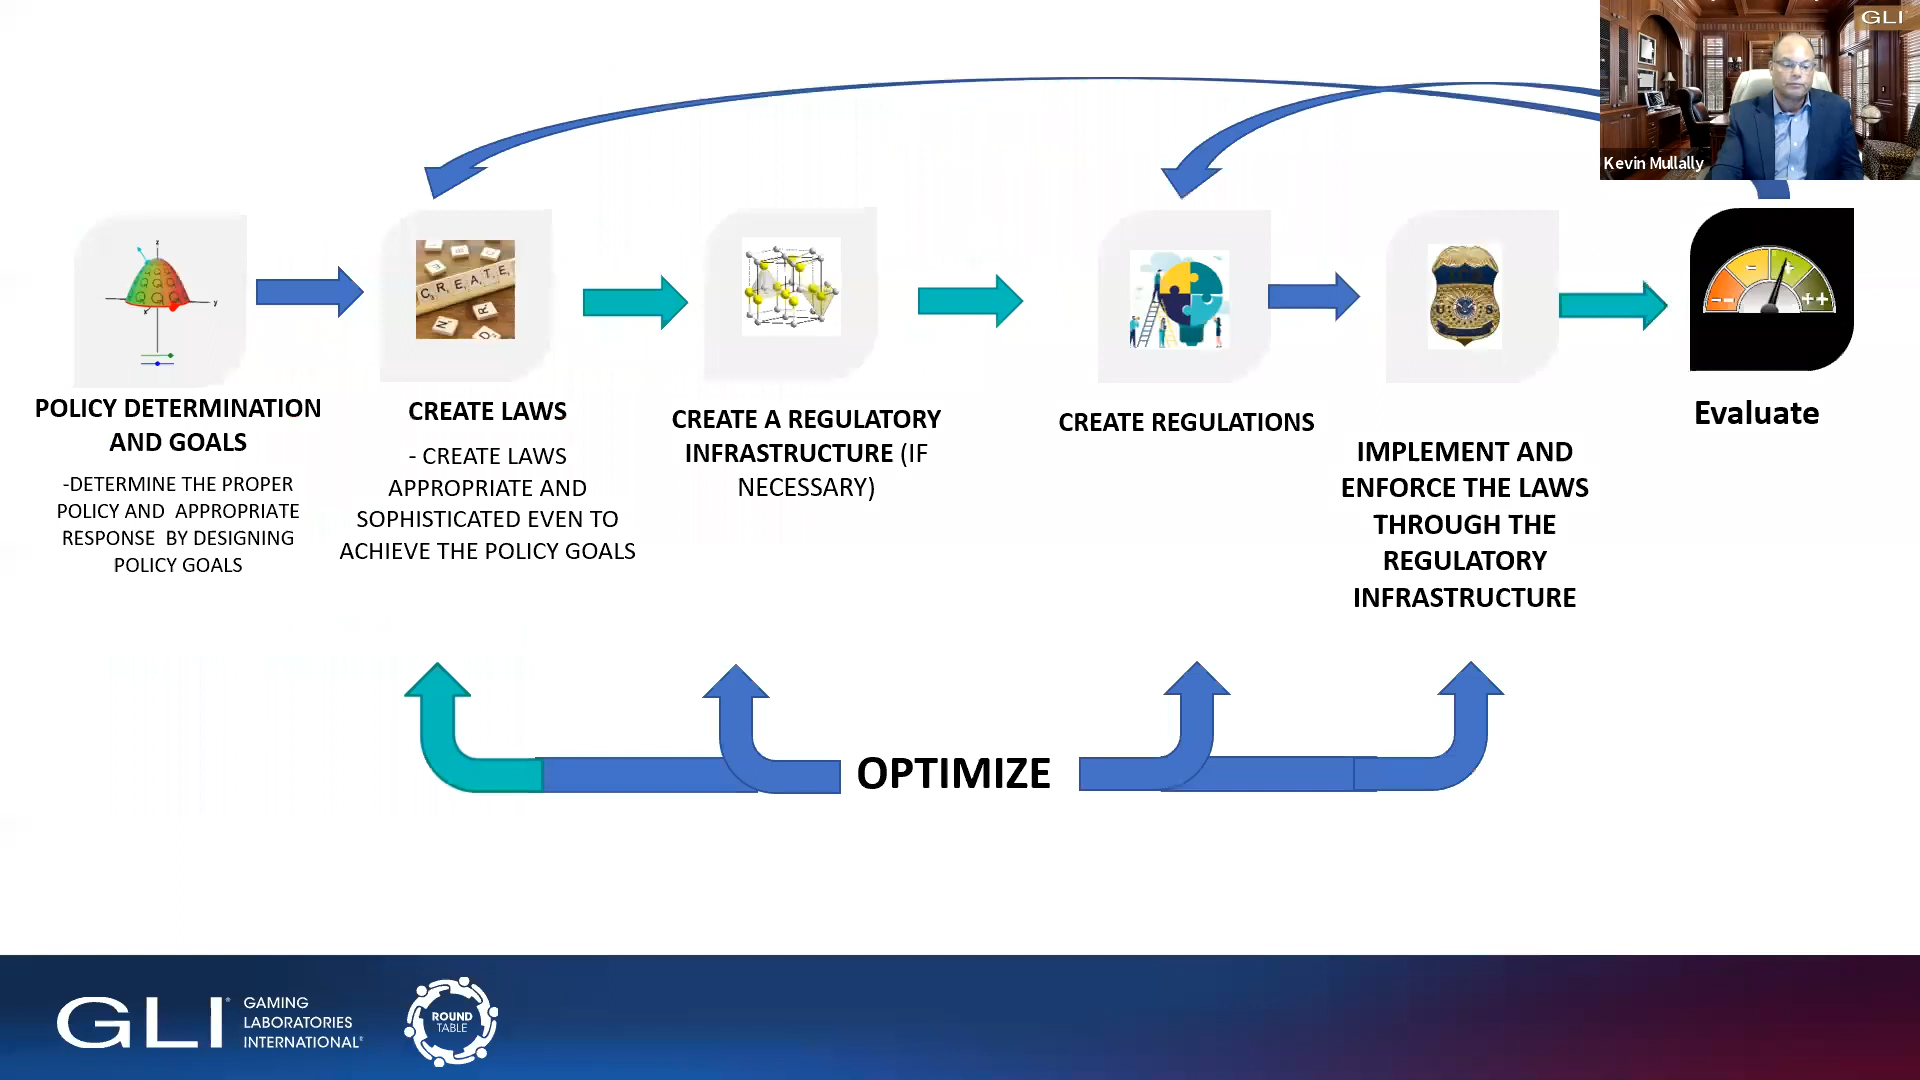 GLI
Kevin Mullally
CREATE
POLICY DETERMINATION
AND GOALS
-DETERMINE THE PROPER
POLICY AND APPROPRIATE
RESPONSE BY DESIGNING
POLICY GOALS
CREATE LAWS
- CREATE LAWS
APPROPRIATE AND
SOPHISTICATED EVEN TO
ACHIEVE THE POLICY GOALS
CREATE A REGULATORY
INFRASTRUCTURE (IF
NECESSARY)
CREATE REGULATIONS
IMPLEMENT AND
ENFORCE THE LAWS
THROUGH THE
REGULATORY
INFRASTRUCTURE
Evaluate
OPTIMIZE
GLI® GAMING
LABORATORIES
INTERNATIONAL®
ROUND
TABLE